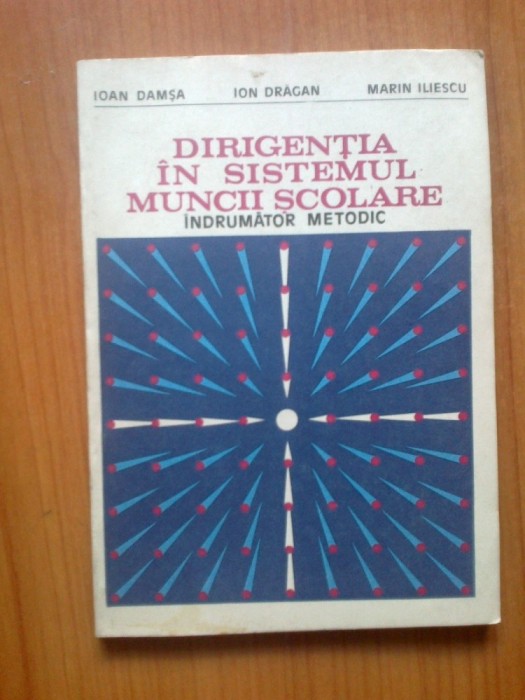 IOAN DAMȘA ION DRĂGAN MARIN ILIESCU
DIRIGENȚIA
ÎN SISTEMUL
MUNCII ȘCOLARE
ÎNDRUMĂTOR METODIC